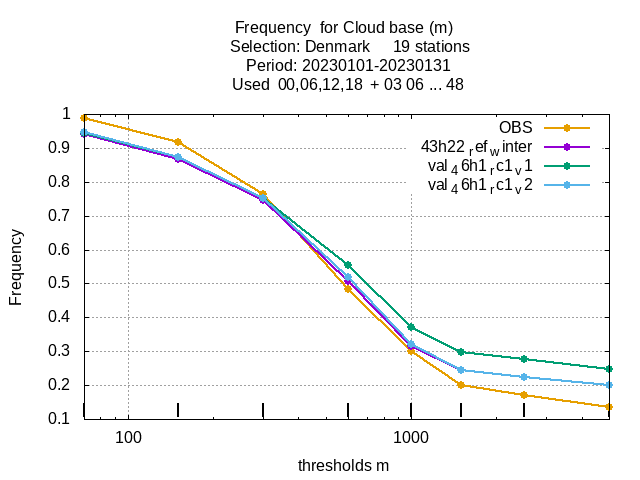 Frequency  for Cloud base (m)
Selection: Denmark     19 stations
Period: 20230101-20230131
Used  00,06,12,18  + 03 06 ... 48
OBS
43h22_ref_winter
val_46h1_rc1_v1
val_46h1_rc1_v2
1
0.9
0.8
0.7
0.6
0.5
0.4
0.3
0.2
0.1
Frequency
100 1000
thresholds m